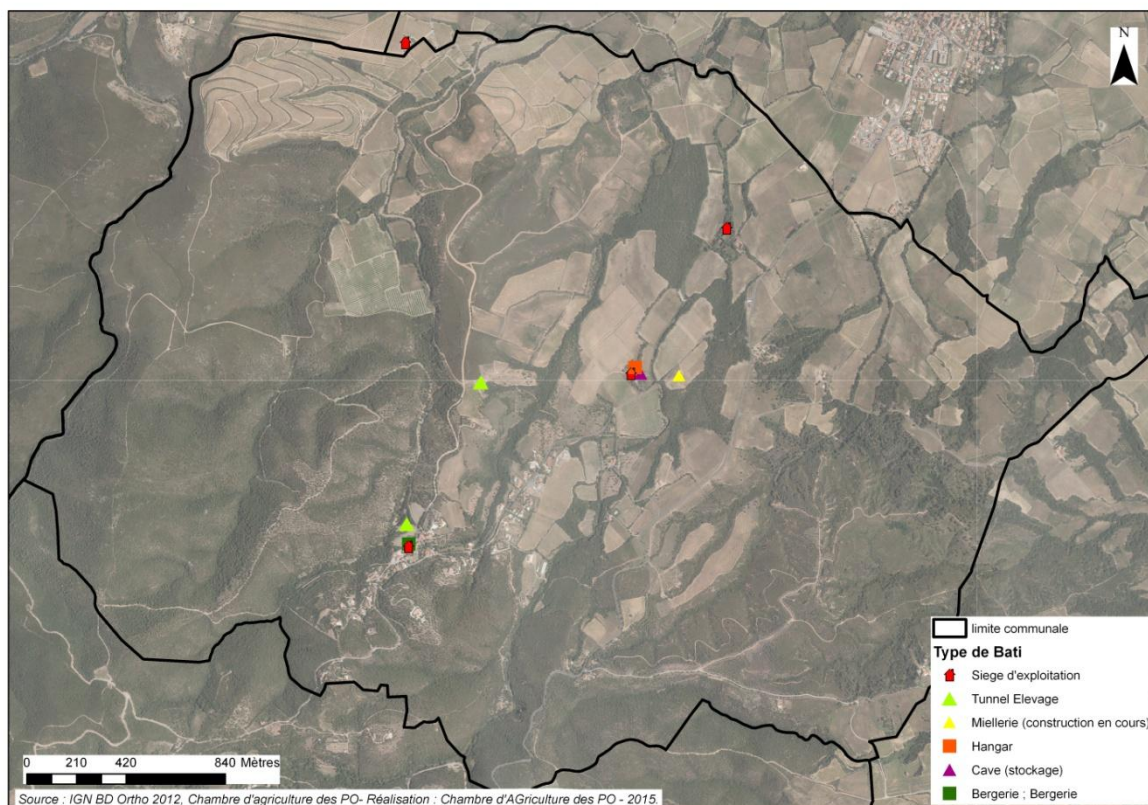 N
limite communale
Type de Bati
Siege d'exploitation
Tunnel Elevage
Miellerie (construction en cours)
Hangar
Cave (stockage)
Bergerie ; Bergerie
0 210 420 840 Mètres
Source : IGN BD Ortho 2012, Chambre d'agriculture des PO- Réalisation : Chambre d'AGriculture des PO - 2015.